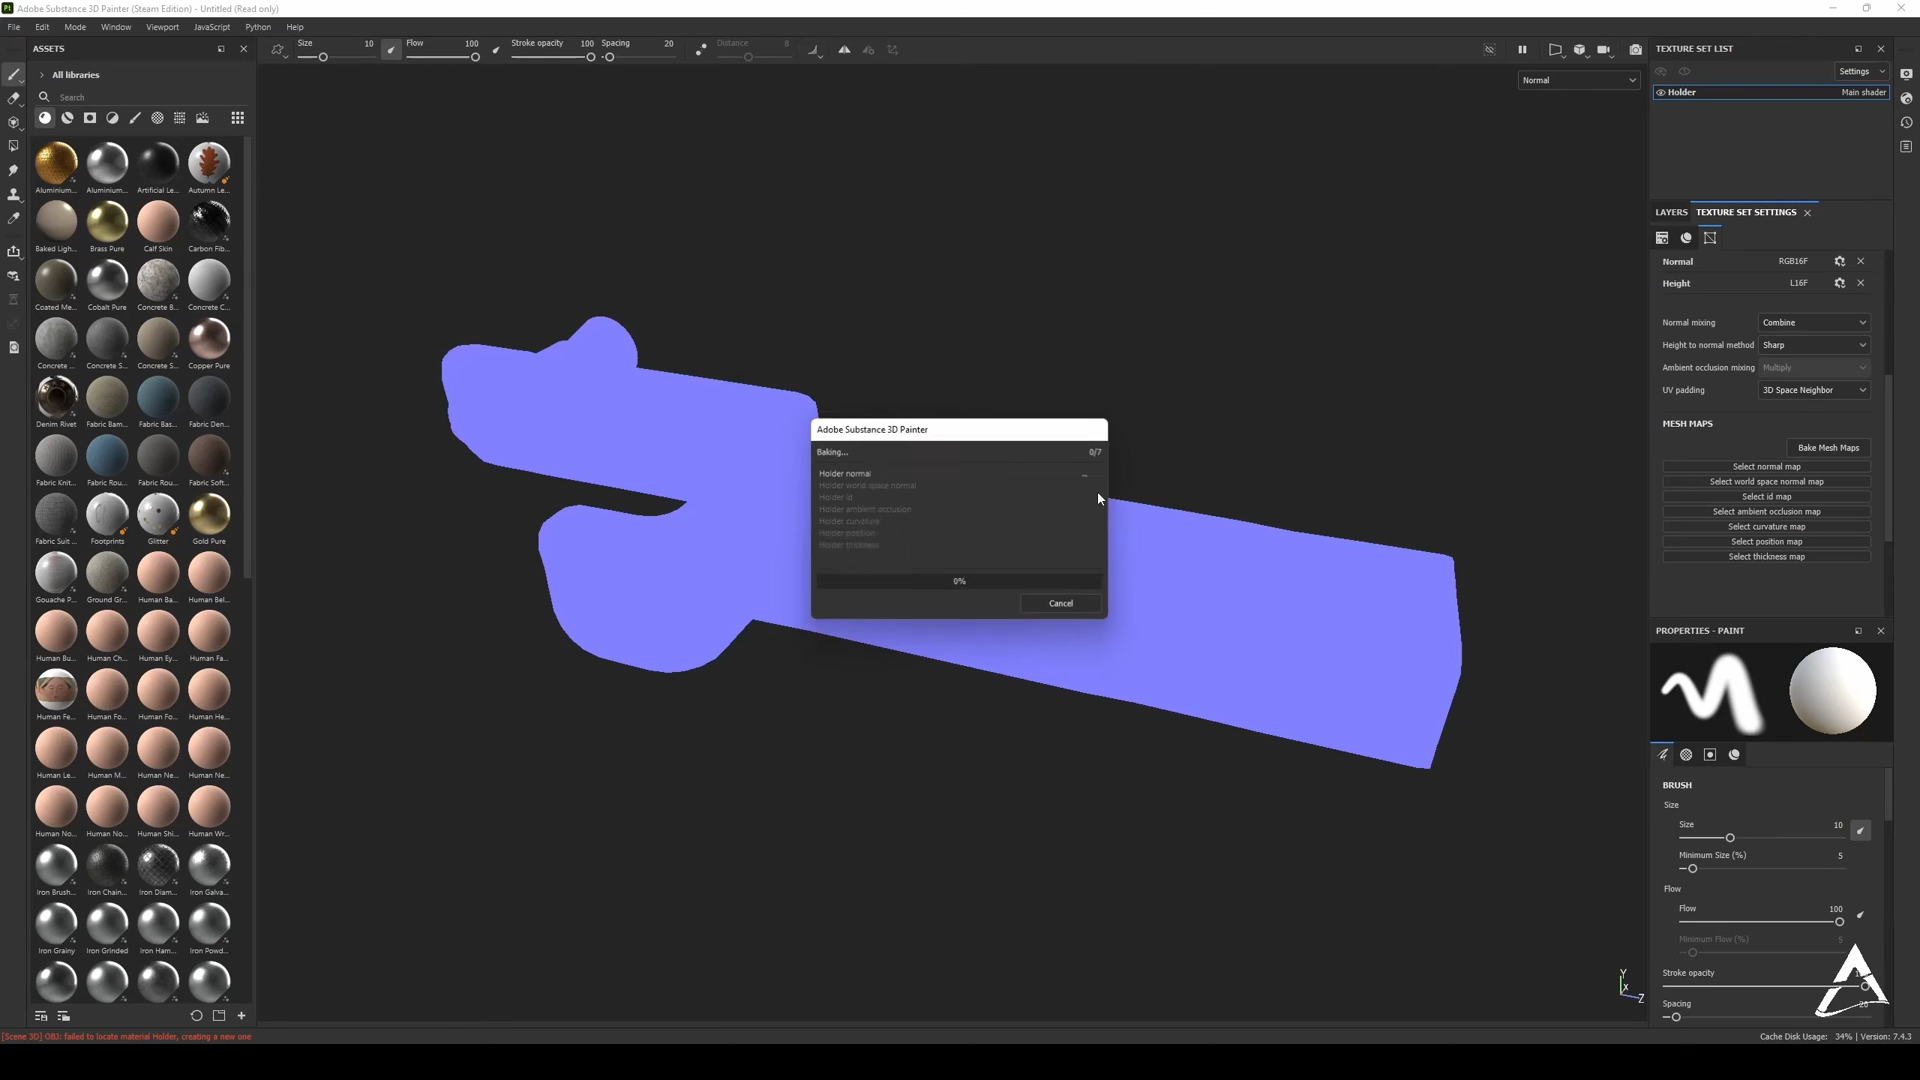 Adobe Substance 3D Painter (Steam Edition) - Untitled (Read only)
File Edit Mode Window Viewport JavaScript Python Help
ASSETS
All libraries
Search
Aluminium... Aluminium... Artificial Le... Autumn Le...
Baked Ligh... Brass Pure Calf Skin Carbon Fib...
Coated Me... Cobalt Pure Concrete B... Concrete C...
Concrete ... Concrete S... Concrete S... Copper Pure
Denim Rivet Fabric Bam... Fabric Bas... Fabric Den...
Fabric Knit... Fabric Rou... Fabric Rou... Fabric Soft...
Fabric Suit ... Footprints Glitter Gold Pure
Gouache P... Ground Gr... Human Ba... Human Bel...
Human Bu... Human Ch... Human Ey... Human Fa...
Human Fe... Human Fo... Human Fo... Human He...
Human Le... Human M... Human Ne... Human Ne...
Human No... Human No... Human Shi... Human Wr...
Iron Brush... Iron Chain... Iron Diam... Iron Galva...
Iron Grainy Iron Grinded Iron Ham... Iron Powd...
Size 10 Flow 100 Stroke opacity 100 Spacing 20 Distance 8
Normal
Adobe Substance 3D Painter
Baking... 0/7
Holder normal
Holder world space normal
Holder id
Holder ambient occlusion
Holder curvature
Holder position
Holder thickness
0%
Cancel
Y
X
Z
TEXTURE SET LIST
Settings
Holder Main shader
LAYERS TEXTURE SET SETTINGS
Normal RGB16F
Height L16F
Normal mixing Combine
Height to normal method Sharp
Ambient occlusion mixing Multiply
UV padding 3D Space Neighbor
MESH MAPS
Bake Mesh Maps
Select normal map
Select world space normal map
Select id map
Select ambient occlusion map
Select curvature map
Select position map
Select thickness map
PROPERTIES - PAINT
BRUSH
Size
Size 10
Minimum Size (%) 5
Flow
Flow 100
Minimum Flow (%) 5
Stroke opacity
Spacing
[Scene 3D] OBJ: failed to locate material Holder, creating a new one
Cache Disk Usage: 34% | Version: 7.4.3